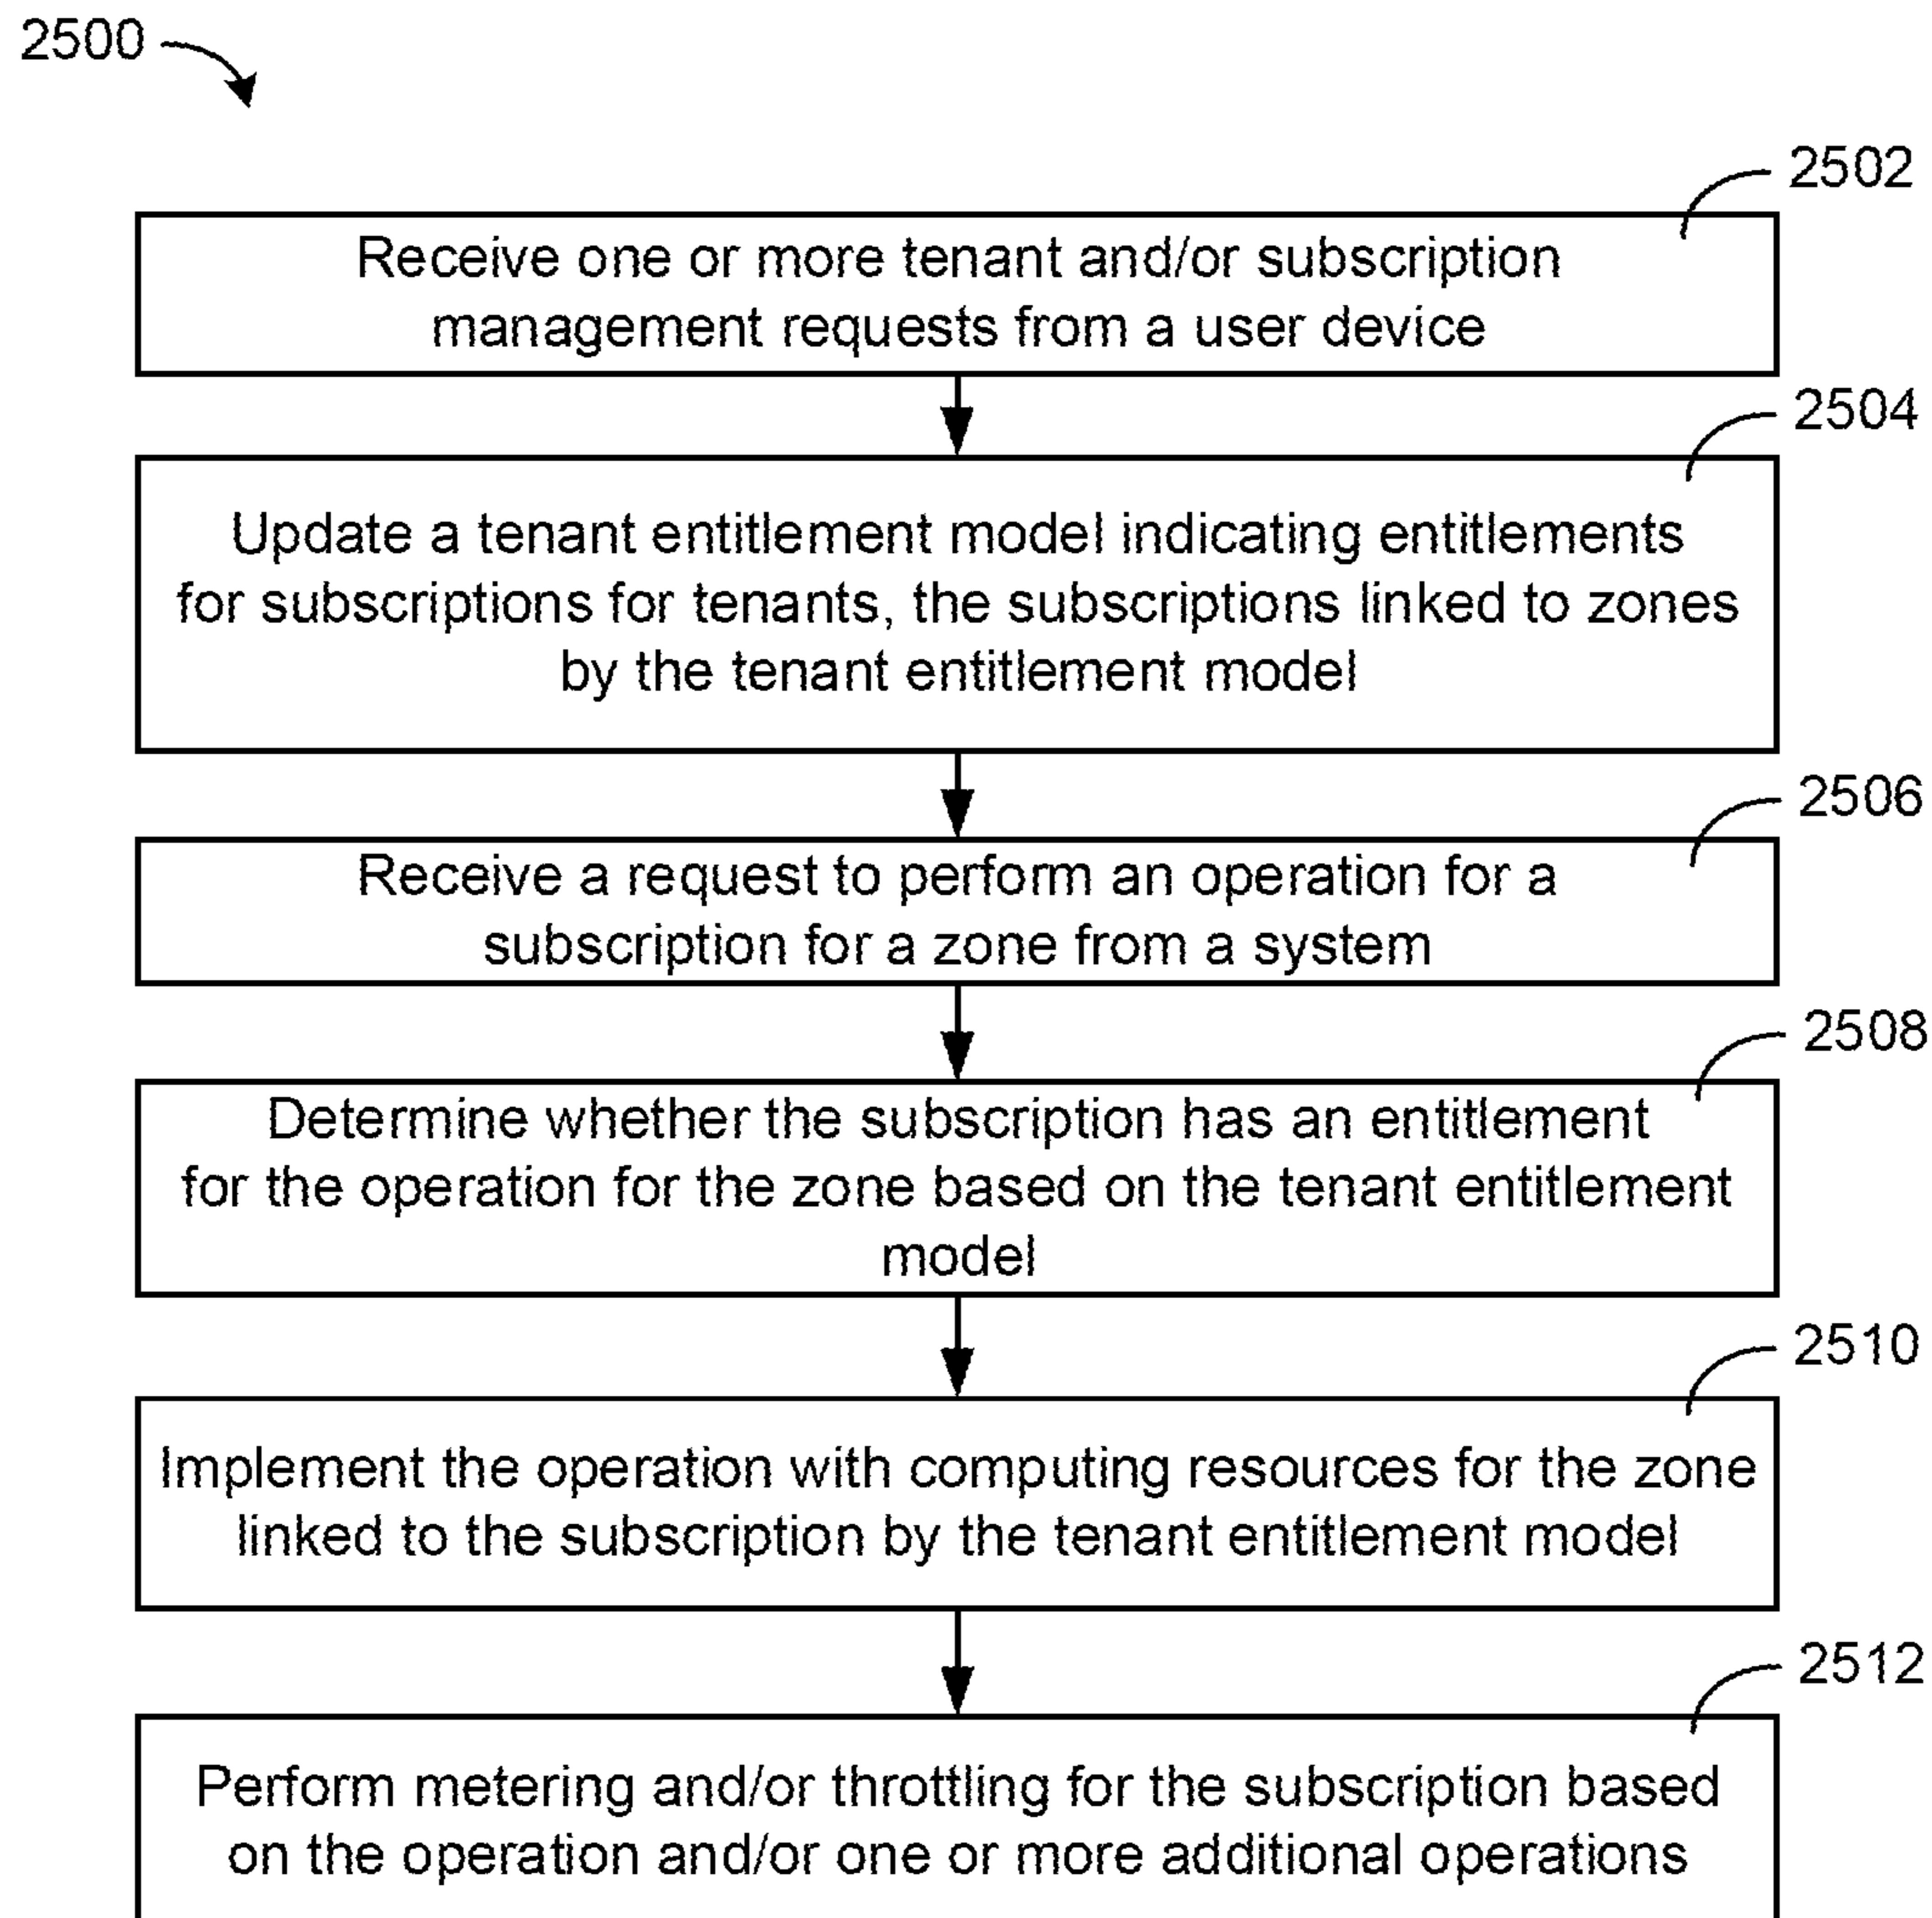 2500
2502
Receive one or more tenant and/or subscription
management requests from a user device
2504
Update a tenant entitlement model indicating entitlements
for subscriptions for tenants, the subscriptions linked to zones
by the tenant entitlement model
2506
Receive a request to perform an operation for a
subscription for a zone from a system
2508
Determine whether the subscription has an entitlement
for the operation for the zone based on the tenant entitlement
model
2510
Implement the operation with computing resources for the zone
linked to the subscription by the tenant entitlement model
2512
Perform metering and/or throttling for the subscription based
on the operation and/or one or more additional operations